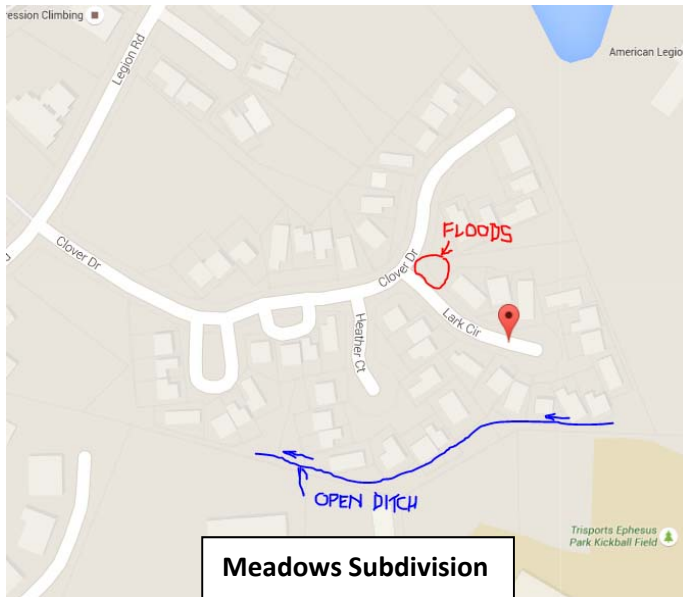 ression Climbing
Legion Rd
American Legio
FLOODS
Clover Dr
Clover Dr
Lark Cir
Heather Ct
OPEN DITCH
Trisports Ephesus
Park Kickball Field
Meadows Subdivision